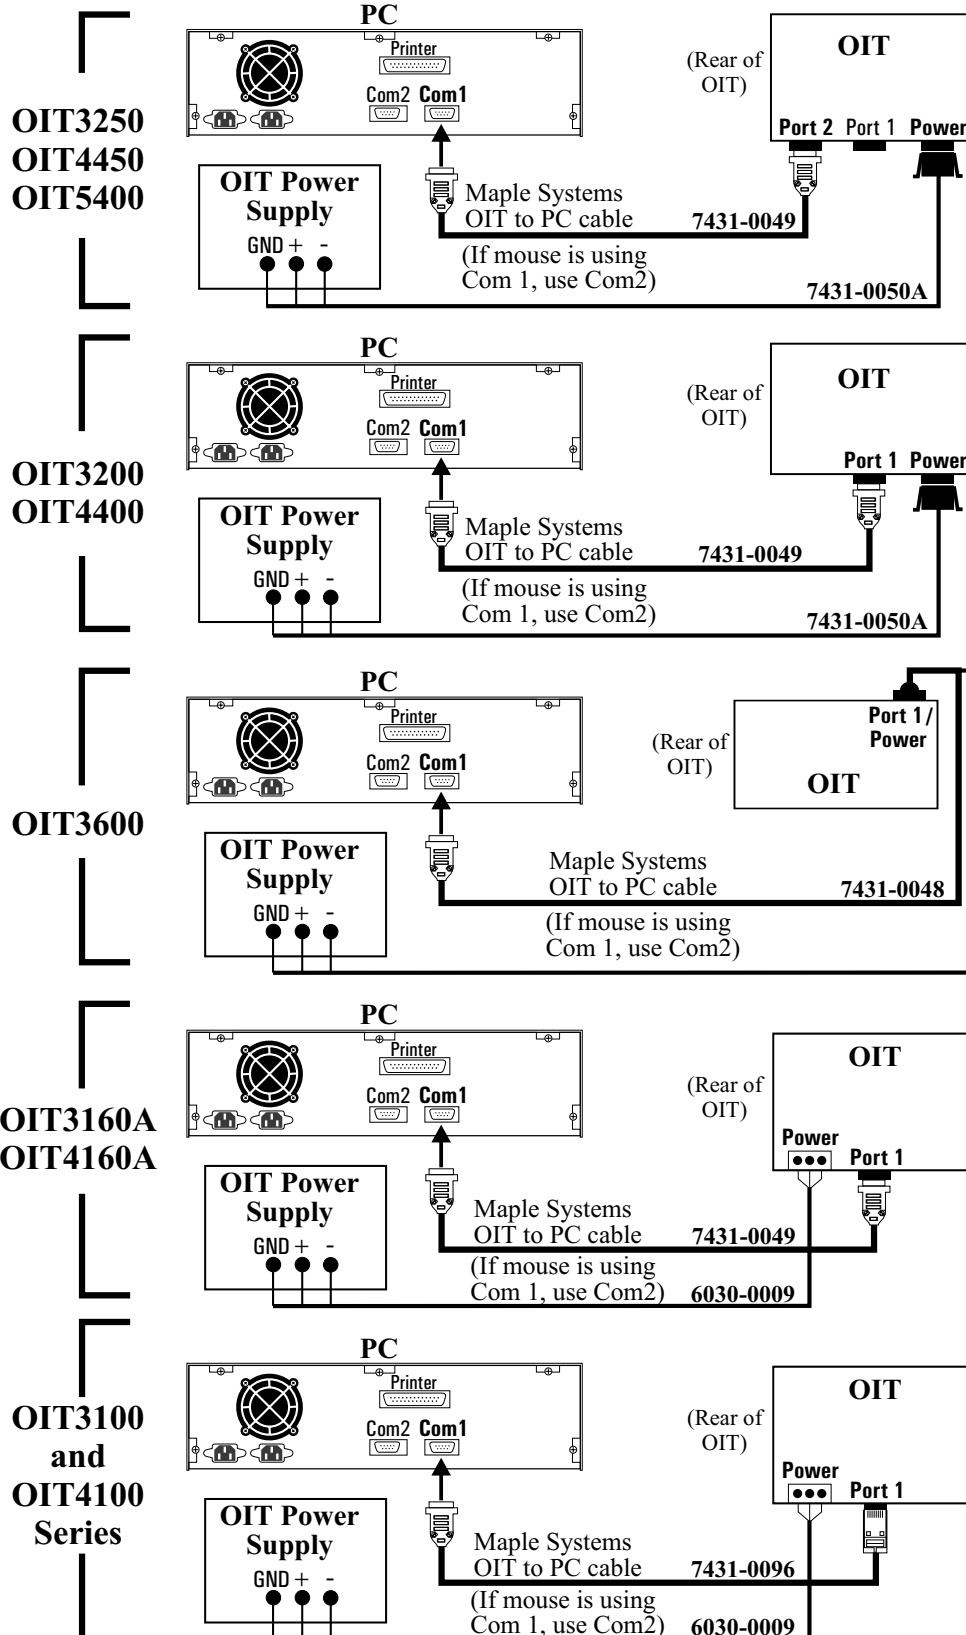 PC
Printer
Com2 Com1
(Rear of
OIT)
OIT
Port 2 Port 1 Power
OIT3250
OIT4450
OIT5400
OIT Power
Supply
GND + -
Maple Systems
OIT to PC cable
7431-0049
(If mouse is using
Com 1, use Com2)
7431-0050A
PC
Printer
Com2 Com1
(Rear of
OIT)
OIT
Port 1 Power
OIT3200
OIT4400
OIT Power
Supply
GND + -
Maple Systems
OIT to PC cable
7431-0049
(If mouse is using
Com 1, use Com2)
7431-0050A
PC
Printer
Com2 Com1
(Rear of
OIT)
Port 1 /
Power
OIT
OIT3600
OIT Power
Supply
GND + -
Maple Systems
OIT to PC cable
7431-0048
(If mouse is using
Com 1, use Com2)
PC
Printer
Com2 Com1
(Rear of
OIT)
OIT
Power
Port 1
OIT3160A
OIT4160A
OIT Power
Supply
GND + -
Maple Systems
OIT to PC cable
7431-0049
(If mouse is using
Com 1, use Com2)
6030-0009
PC
Printer
Com2 Com1
(Rear of
OIT)
OIT
Power
Port 1
OIT3100
and
OIT4100
Series
OIT Power
Supply
GND + -
Maple Systems
OIT to PC cable
7431-0096
(If mouse is using
Com 1, use Com2)
6030-0009